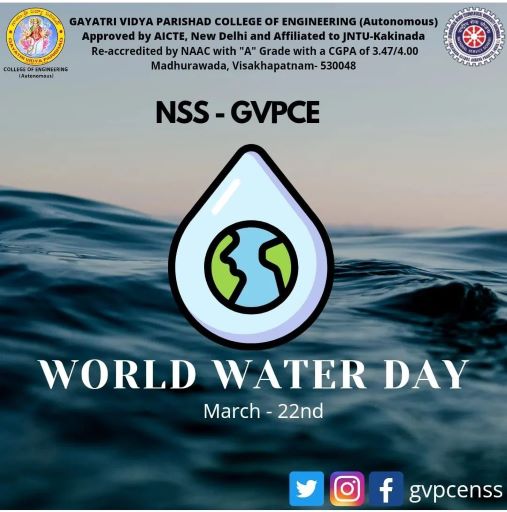 GAYATRI VIDYA PARISHAD COLLEGE OF ENGINEERING (Autonomous)
Approved by AICTE, New Delhi and Affiliated to JNTU-Kakinada
Re-accredited by NAAC with "A" Grade with a CGPA of 3.47/4.00
Madhurawada, Visakhapatnam- 530048
COLLEGE OF ENGINEERING
(Autonomous)
NSS - GVPCE
WORLD WATER DAY
March - 22nd
gvpcenss